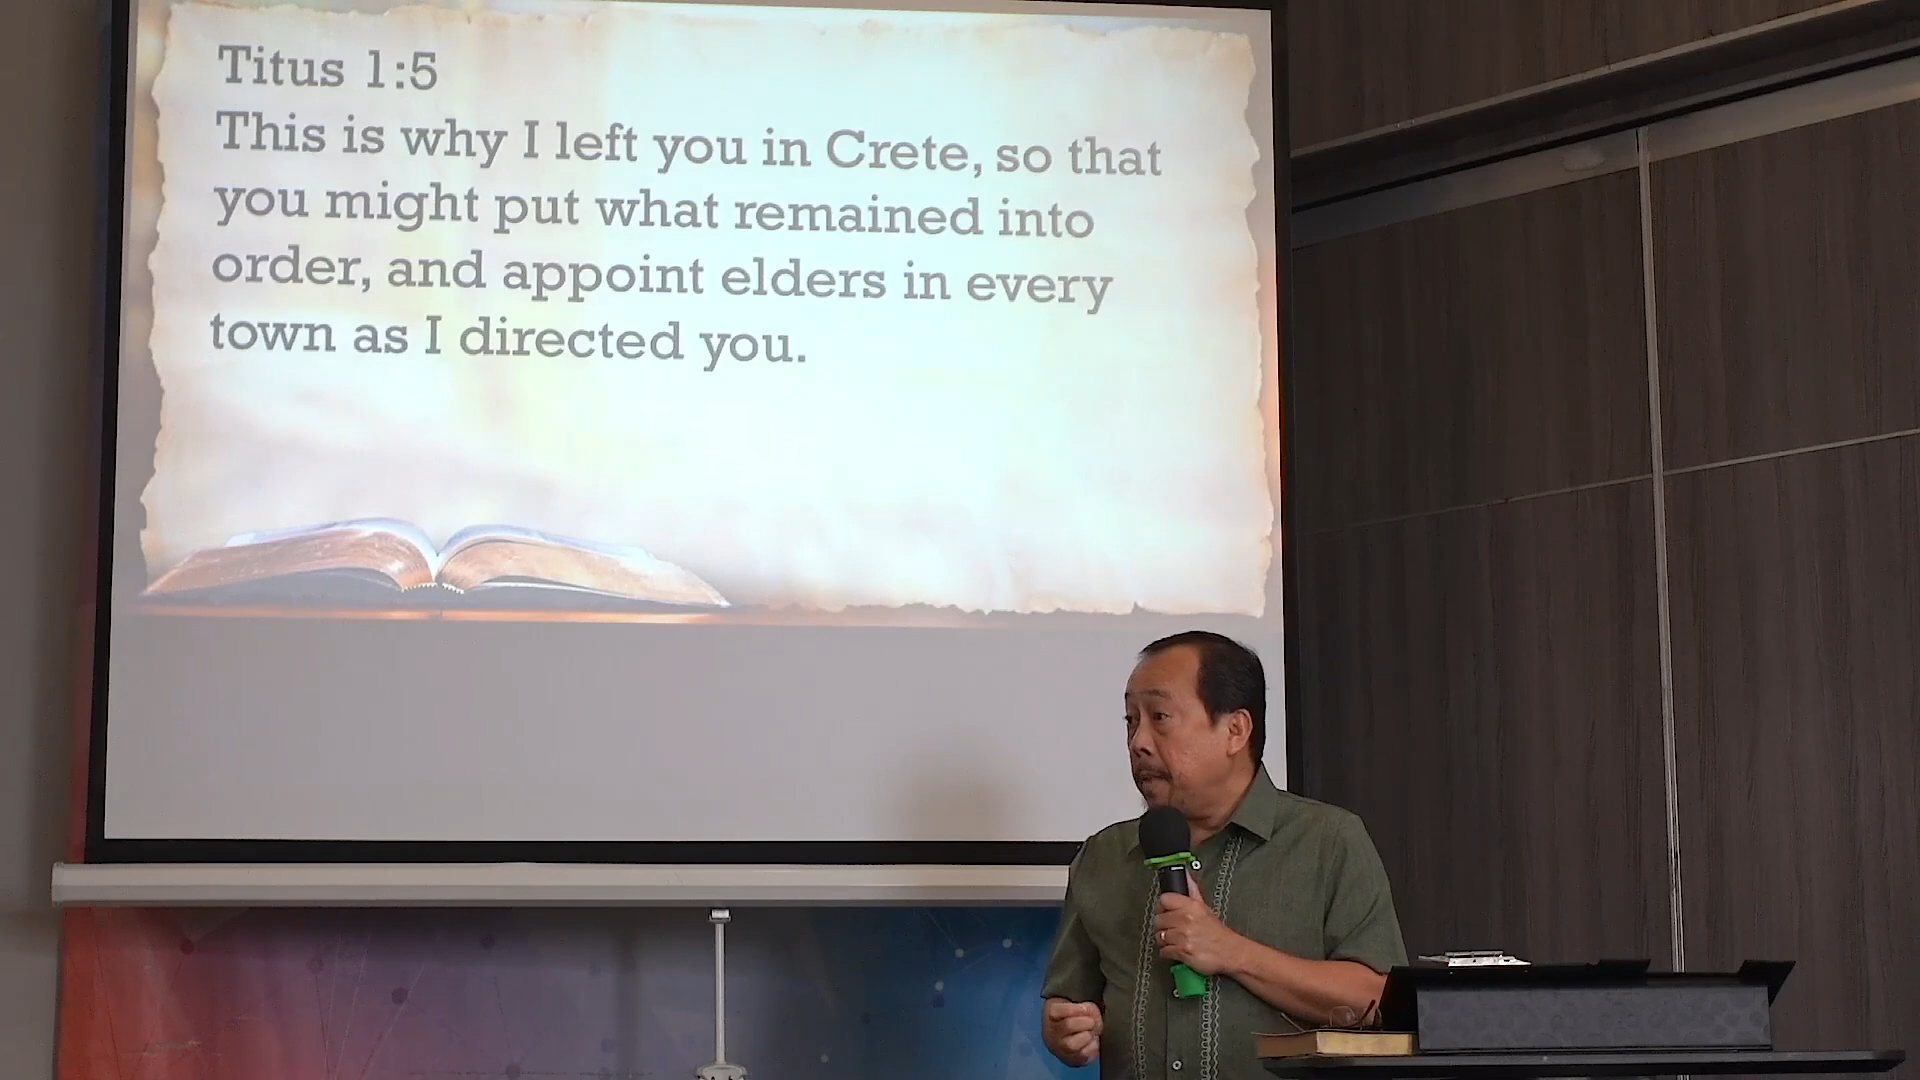 Titus 1:5
This is why I left you in Crete, so that
you might put what remained into
order, and appoint elders in every
town as I directed you.